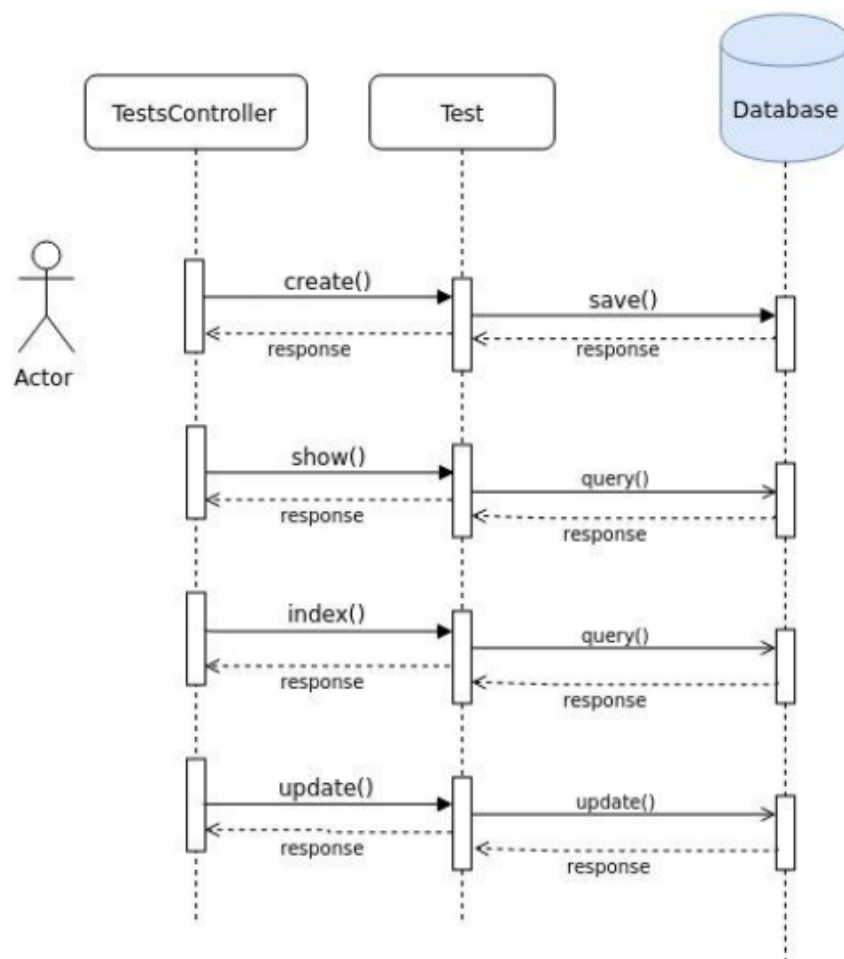 TestsController
Test
Database
Actor
create()
save()
response
response
show()
query()
response
response
index()
query()
response
response
update()
update()
response
response